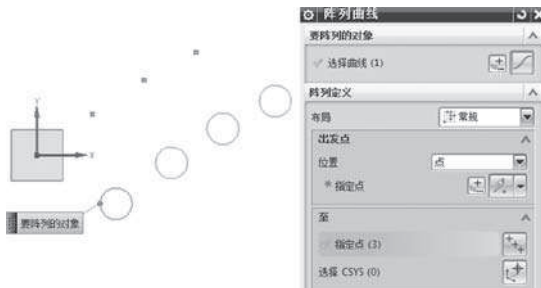 阵列曲线
要阵列的对象
选择曲线 (1)
阵列定义
布局
常规
出发点
位置
点
* 指定点
至
指定点 (3)
选择 CSYS (0)
Y
X
要阵列的对象